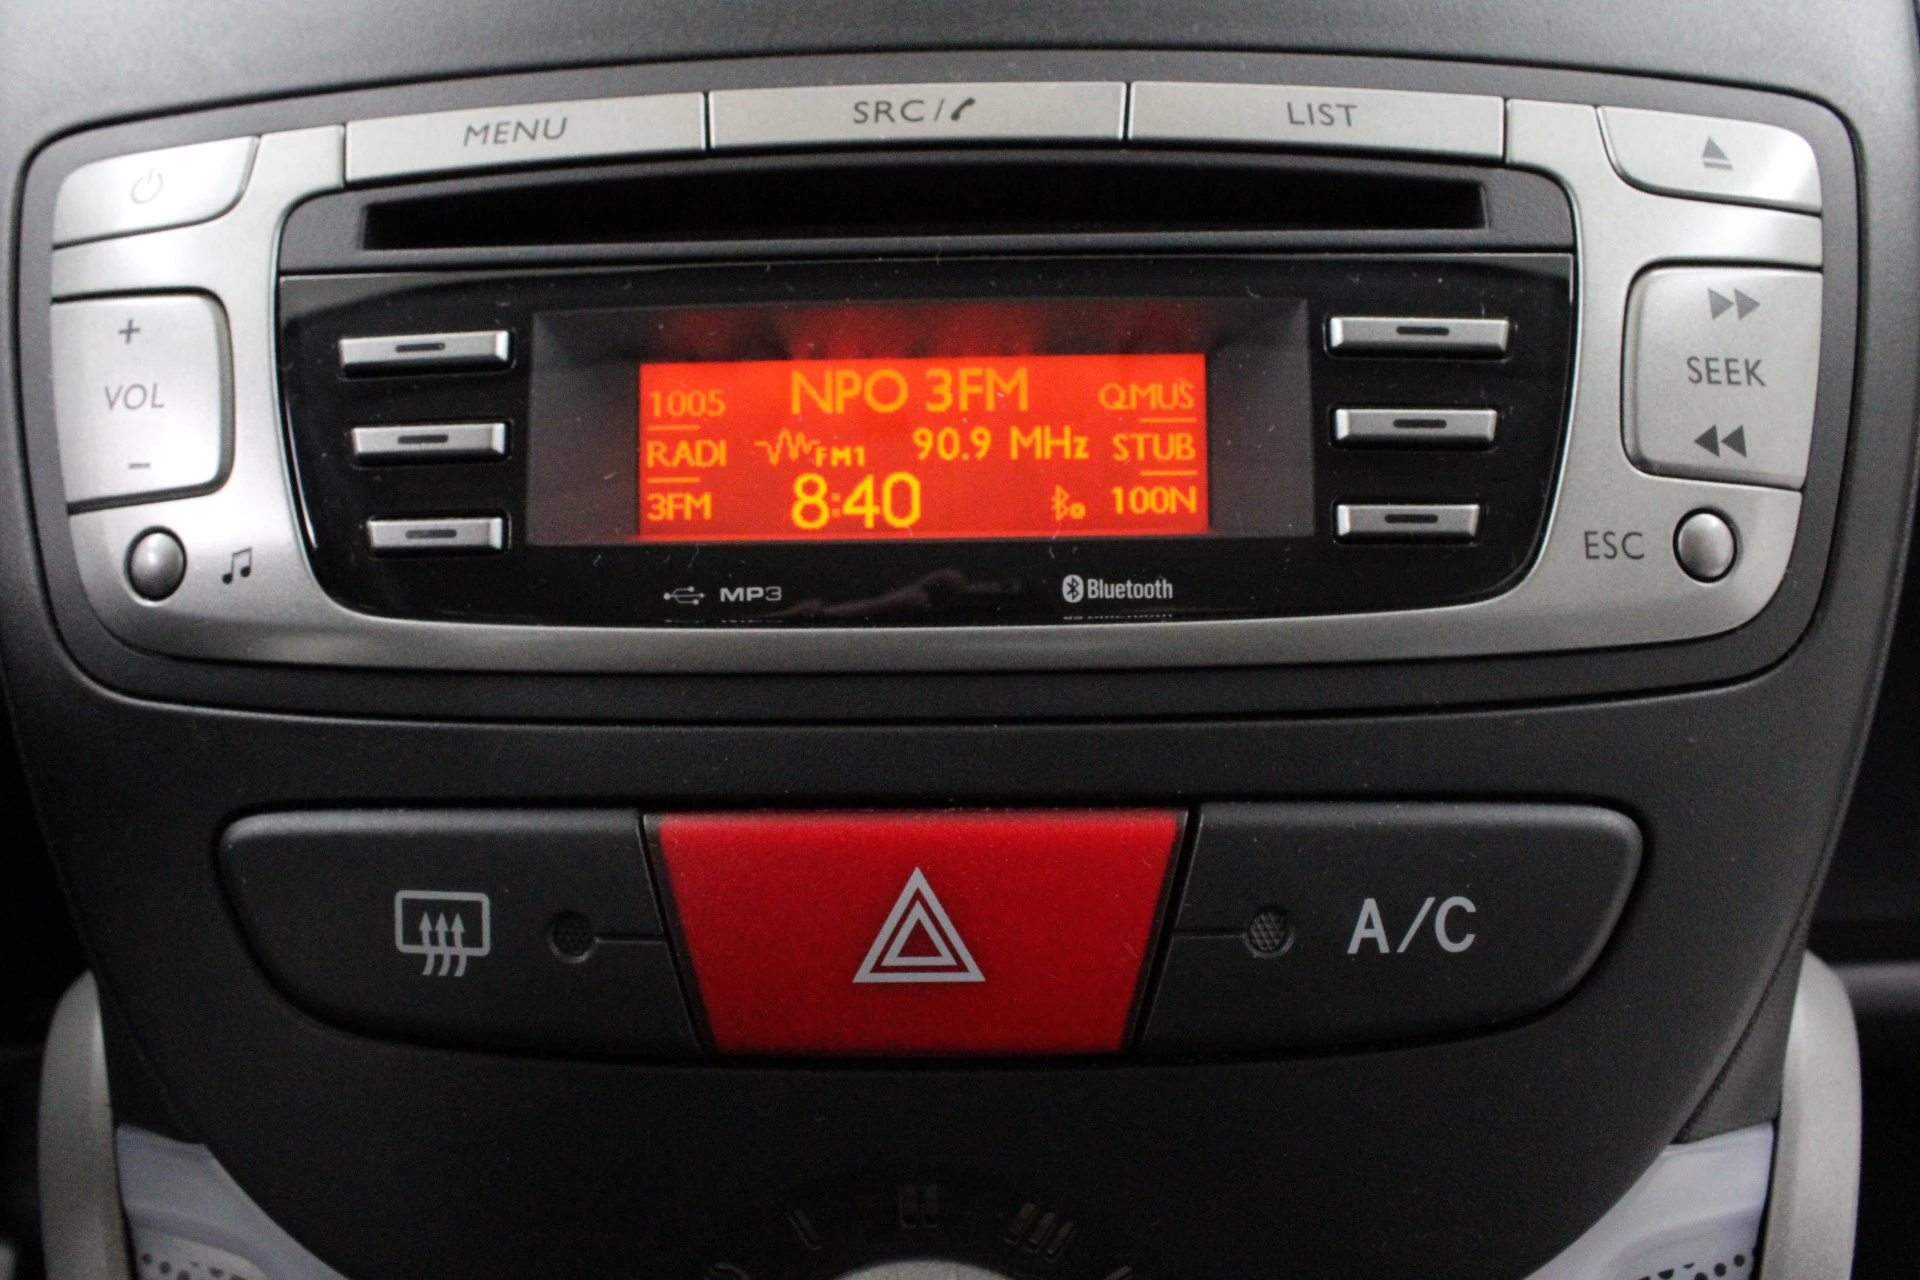 MENU
SRC/
LIST
+
VOL
-
SEEK
ESC
1005 NPO 3FM QMUS
RADI FM1 90.9 MHz STUB
3FM 8:40 100N
MP3
Bluetooth
A/C